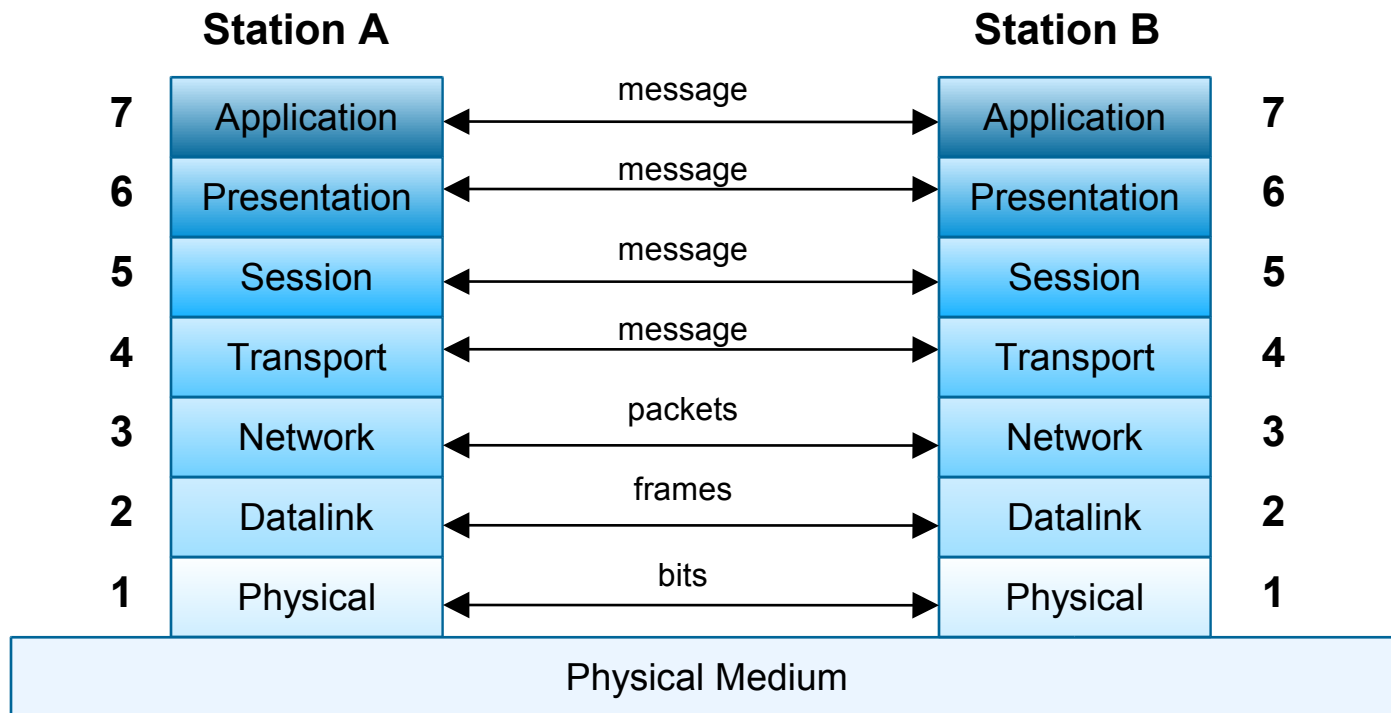 Station A Station B
message
7 Application Application 7
message
6 Presentation Presentation 6
message
5 Session Session 5
message
4 Transport Transport 4
packets
3 Network Network 3
frames
2 Datalink Datalink 2
bits
1 Physical Physical 1
Physical Medium